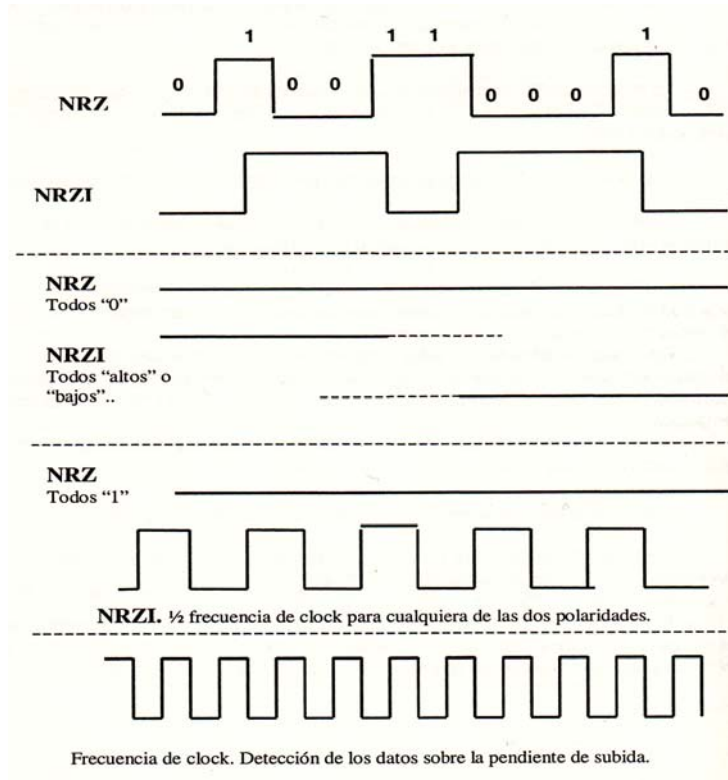 1 1 1 1
0 0 0 0 0 0 0
NRZ
NRZI
NRZ
Todos “0”
NRZI
Todos “altos” o
“bajos”..
NRZ
Todos “1”
NRZI. ½ frecuencia de clock para cualquiera de las dos polaridades.
Frecuencia de clock. Detección de los datos sobre la pendiente de subida.